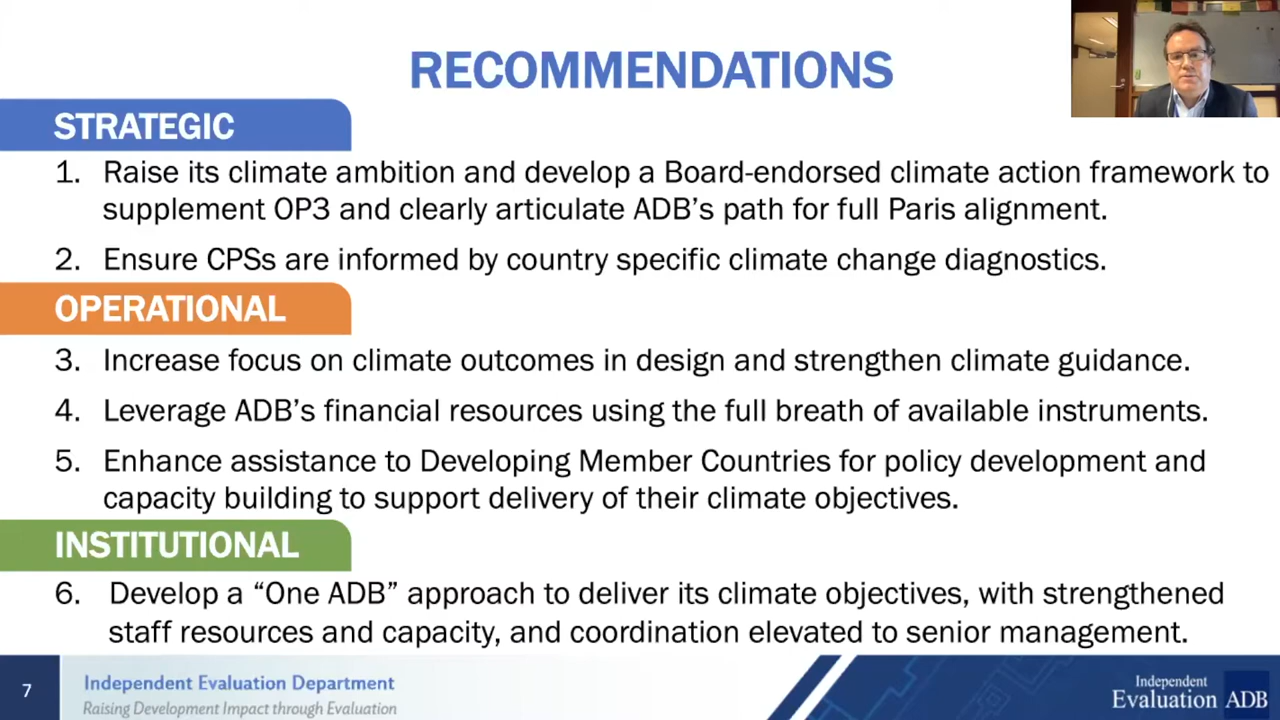 RECOMMENDATIONS
STRATEGIC
1. Raise its climate ambition and develop a Board-endorsed climate action framework to
supplement OP3 and clearly articulate ADB's path for full Paris alignment.
2. Ensure CPSs are informed by country specific climate change diagnostics.
OPERATIONAL
3. Increase focus on climate outcomes in design and strengthen climate guidance.
4. Leverage ADB's financial resources using the full breath of available instruments.
5. Enhance assistance to Developing Member Countries for policy development and
capacity building to support delivery of their climate objectives.
INSTITUTIONAL
6. Develop a “One ADB” approach to deliver its climate objectives, with strengthened
staff resources and capacity, and coordination elevated to senior management.
7
Independent Evaluation Department
Raising Development Impact through Evaluation
Independent
Evaluation ADB